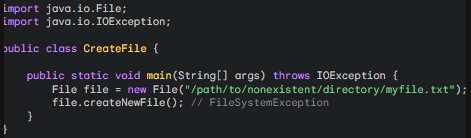 import java.io.File;
import java.io.IOException;
public class CreateFile {
public static void main(String[] args) throws IOException {
File file = new File("/path/to/nonexistent/directory/myfile.txt");
file.createNewFile(); // FileSystemException
}
}